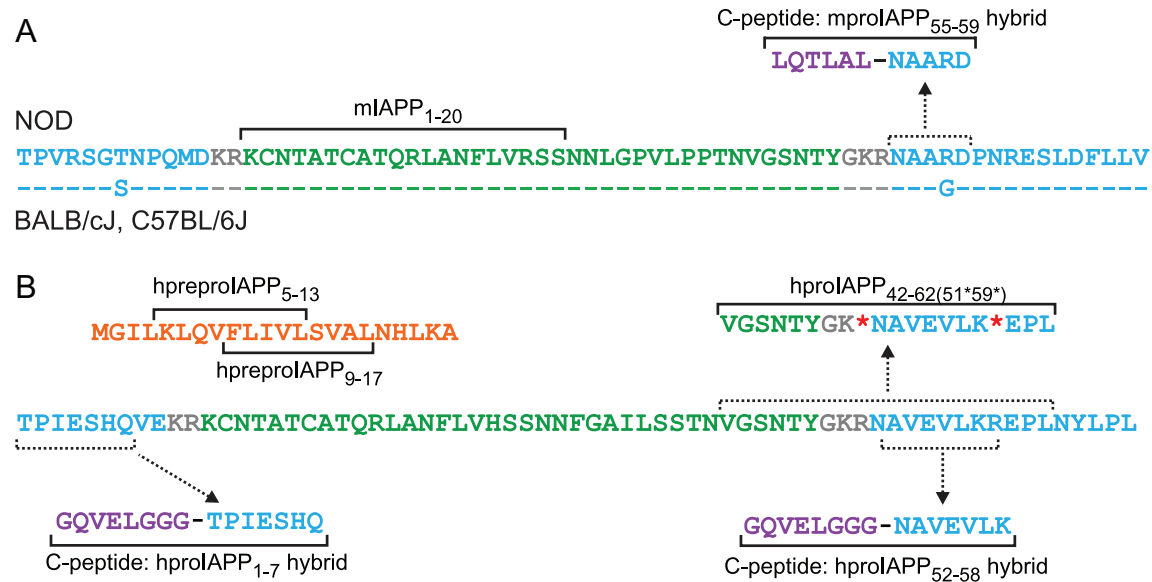 A
C-peptide: mproIAPP55-59 hybrid
LQTLAL-NAARD
mIAPP1-20
NOD
TPVRSGTNPQMDKRKCNTATCATQRLANFLVRSSNNLGPVLPPTNVGSNTYGKRNAARDPNRESLDFLLV
S G
BALB/cJ, C57BL/6J
B
hpreproIAPP5-13
MGILKLQVFLIVLSVALNHLKA
hpreproIAPP9-17
hproIAPP42-62(51*59*)
VGSNTYGK*NAVEVLK*EPL
TPIESHQVEKRKCNTATCATQRLANFLVHSSNNFGAILSSTNVGSNTYGKRNAVEVLKREPLNYLPL
GQVELGGG-TPIESHQ
C-peptide: hproIAPP1-7 hybrid
GQVELGGG-NAVEVLK
C-peptide: hproIAPP52-58 hybrid